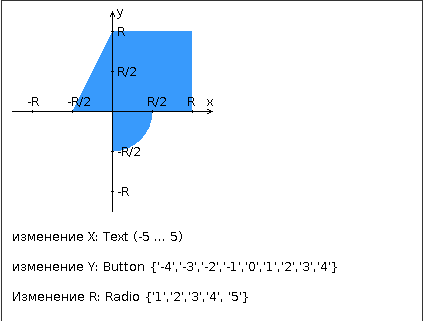 y
R
R/2
-R -R/2 R/2 R x
-R/2
-R
изменение X: Text (-5 ... 5)
изменение Y: Button {'-4','-3','-2','-1','0','1','2','3','4'}
Изменение R: Radio {'1','2','3','4', '5'}